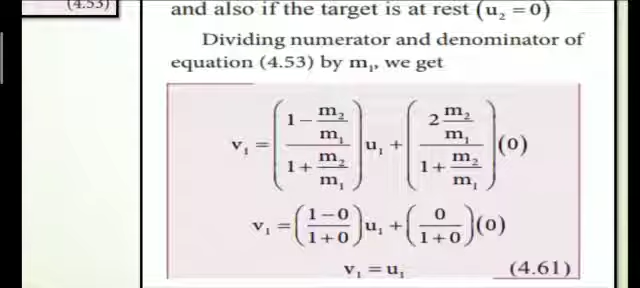 (4.53)
and also if the target is at rest (u₂ = 0)
Dividing numerator and denominator of
equation (4.53) by m₁, we get
v₁ = ((1 − m₂/m₁)/(1 + m₂/m₁)) u₁ + ((2 m₂/m₁)/(1 + m₂/m₁)) (0)
v₁ = ((1−0)/(1+0)) u₁ + (0/(1+0)) (0)
v₁ = u₁ (4.61)